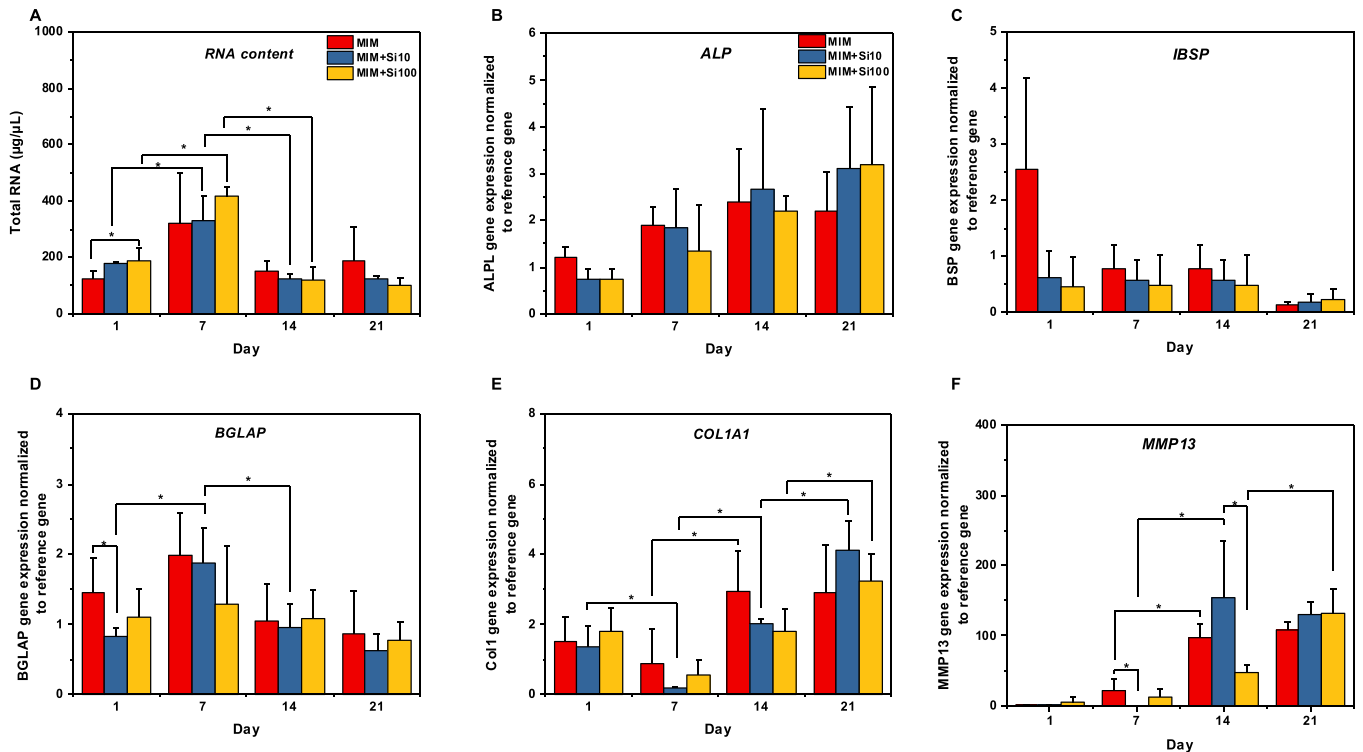 A
RNA content
MIM
MIM+Si10
MIM+Si100
Total RNA (µg/µL)
1000
800
600
400
200
0
*
*
*
*
*
1
7
14
21
Day
B
ALP
MIM
MIM+Si10
MIM+Si100
ALPL gene expression normalized
to reference gene
6
5
4
3
2
1
0
1
7
14
21
Day
C
IBSP
BSP gene expression normalized
to reference gene
5
4
3
2
1
0
1
7
14
21
Day
D
BGLAP
BGLAP gene expression normalized
to reference gene
4
3
2
1
0
*
*
*
1
7
14
21
Day
E
COL1A1
Col1 gene expression normalized
to reference gene
8
6
4
2
0
*
*
*
*
*
1
7
14
21
Day
F
MMP13
MMP13 gene expression normalized
to reference gene
400
300
200
100
0
*
*
*
*
*
1
7
14
21
Day